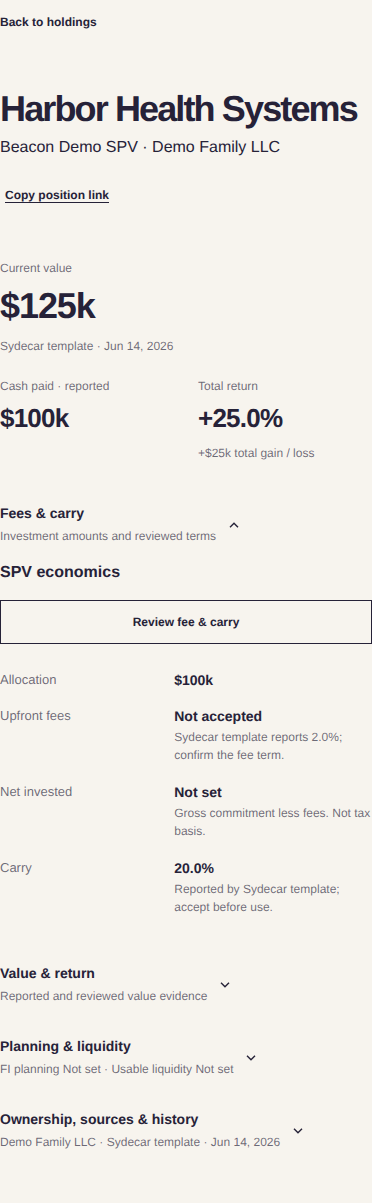 Back to holdings
Harbor Health Systems
Beacon Demo SPV · Demo Family LLC
Copy position link
Current value
$125k
Sydecar template · Jun 14, 2026
Cash paid · reported
$100k
Total return
+25.0%
+$25k total gain / loss
Fees & carry
Investment amounts and reviewed terms
SPV economics
Review fee & carry
Allocation
$100k
Upfront fees
Not accepted
Sydecar template reports 2.0%;
confirm the fee term.
Net invested
Not set
Gross commitment less fees. Not tax
basis.
Carry
20.0%
Reported by Sydecar template;
accept before use.
Value & return
Reported and reviewed value evidence
Planning & liquidity
FI planning Not set · Usable liquidity Not set
Ownership, sources & history
Demo Family LLC · Sydecar template · Jun 14, 2026